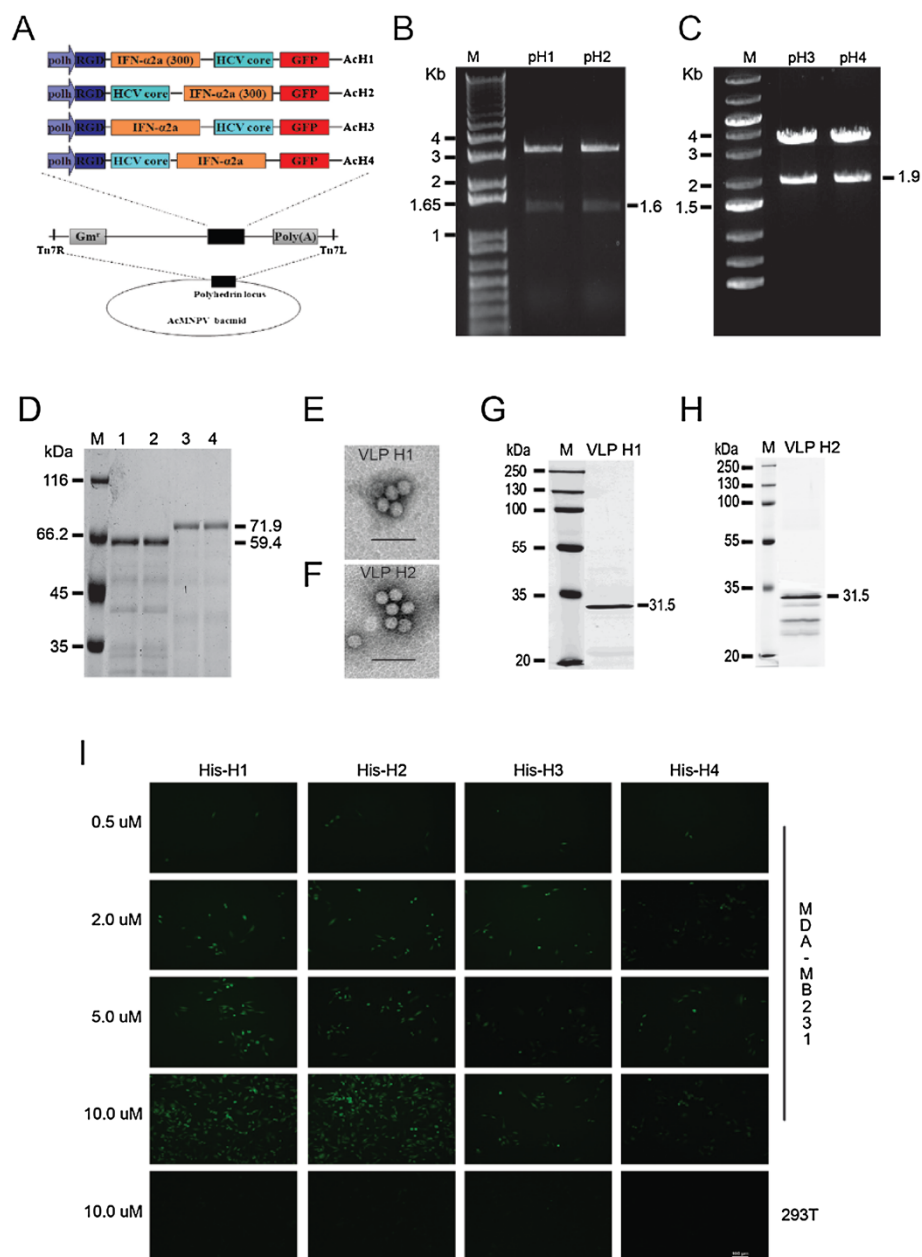 A
polh RGD IFN-α2a (300) HCV core GFP AcH1
polh RGD HCV core IFN-α2a (300) GFP AcH2
polh RGD IFN-α2a HCV core GFP AcH3
polh RGD HCV core IFN-α2a GFP AcH4
Gmr Poly(A)
Tn7R Tn7L
Polyhedrin locus
AcMNPV bacmid
B
M pH1 pH2
Kb
4
3
2
1.65
1
1.6
C
M pH3 pH4
Kb
4
3
2
1.5
1.9
D
M 1 2 3 4
kDa
116
66.2
45
35
71.9
59.4
E
VLP H1
F
VLP H2
G
kDa M VLP H1
250
130
100
55
35
20
31.5
H
kDa M VLP H2
250
130
100
55
35
20
31.5
I
His-H1 His-H2 His-H3 His-H4
0.5 uM
2.0 uM
5.0 uM
10.0 uM
10.0 uM
MDA-MB231
293T